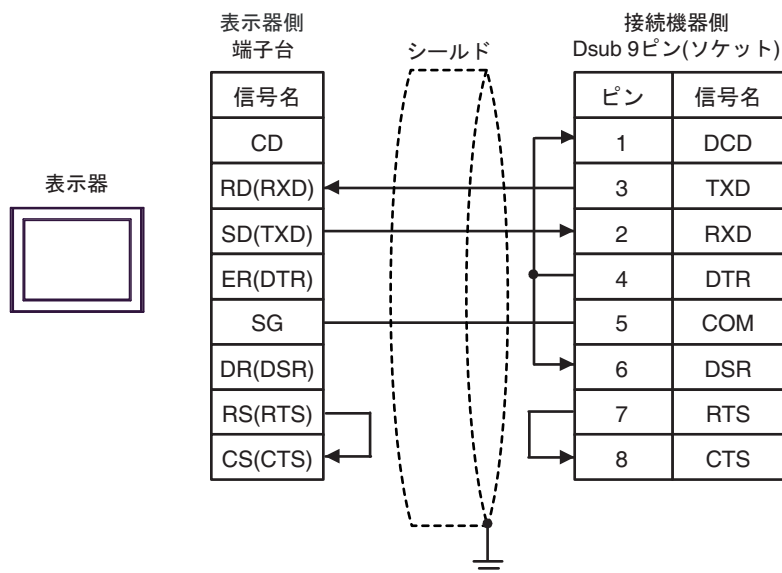 表示器側
端子台
シールド
接続機器側
Dsub 9ピン(ソケット)
表示器
信号名
CD
RD(RXD)
SD(TXD)
ER(DTR)
SG
DR(DSR)
RS(RTS)
CS(CTS)
ピン 信号名
1 DCD
3 TXD
2 RXD
4 DTR
5 COM
6 DSR
7 RTS
8 CTS